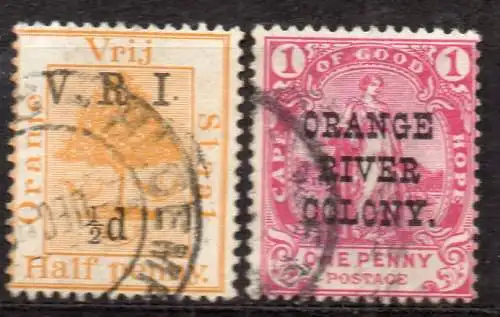 Vrij
Oranje
Staat
V. R. I.
½d
Half penny.
1 OF GOOD 1
CAPE
HOPE
ORANGE
RIVER
COLONY.
ONE PENNY
POSTAGE